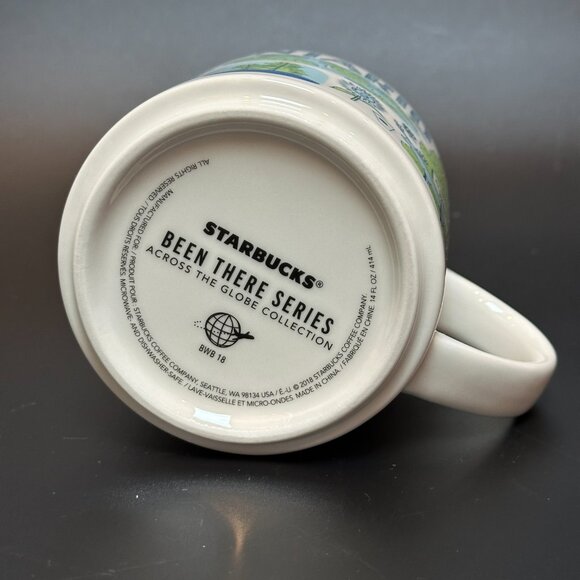 STARBUCKS®
BEEN THERE SERIES
ACROSS THE GLOBE COLLECTION
BWB 18
MANUFACTURED FOR: / PRODUIT POUR : STARBUCKS COFFEE COMPANY, SEATTLE, WA 98134 USA / É.-U. © 2018 STARBUCKS COFFEE COMPANY.
ALL RIGHTS RESERVED. / TOUS DROITS RÉSERVÉS. MICROWAVE- AND DISHWASHER-SAFE. / LAVE-VAISSELLE ET MICRO-ONDES. MADE IN CHINA. / FABRIQUÉ EN CHINE. 14 FL OZ / 414 mL